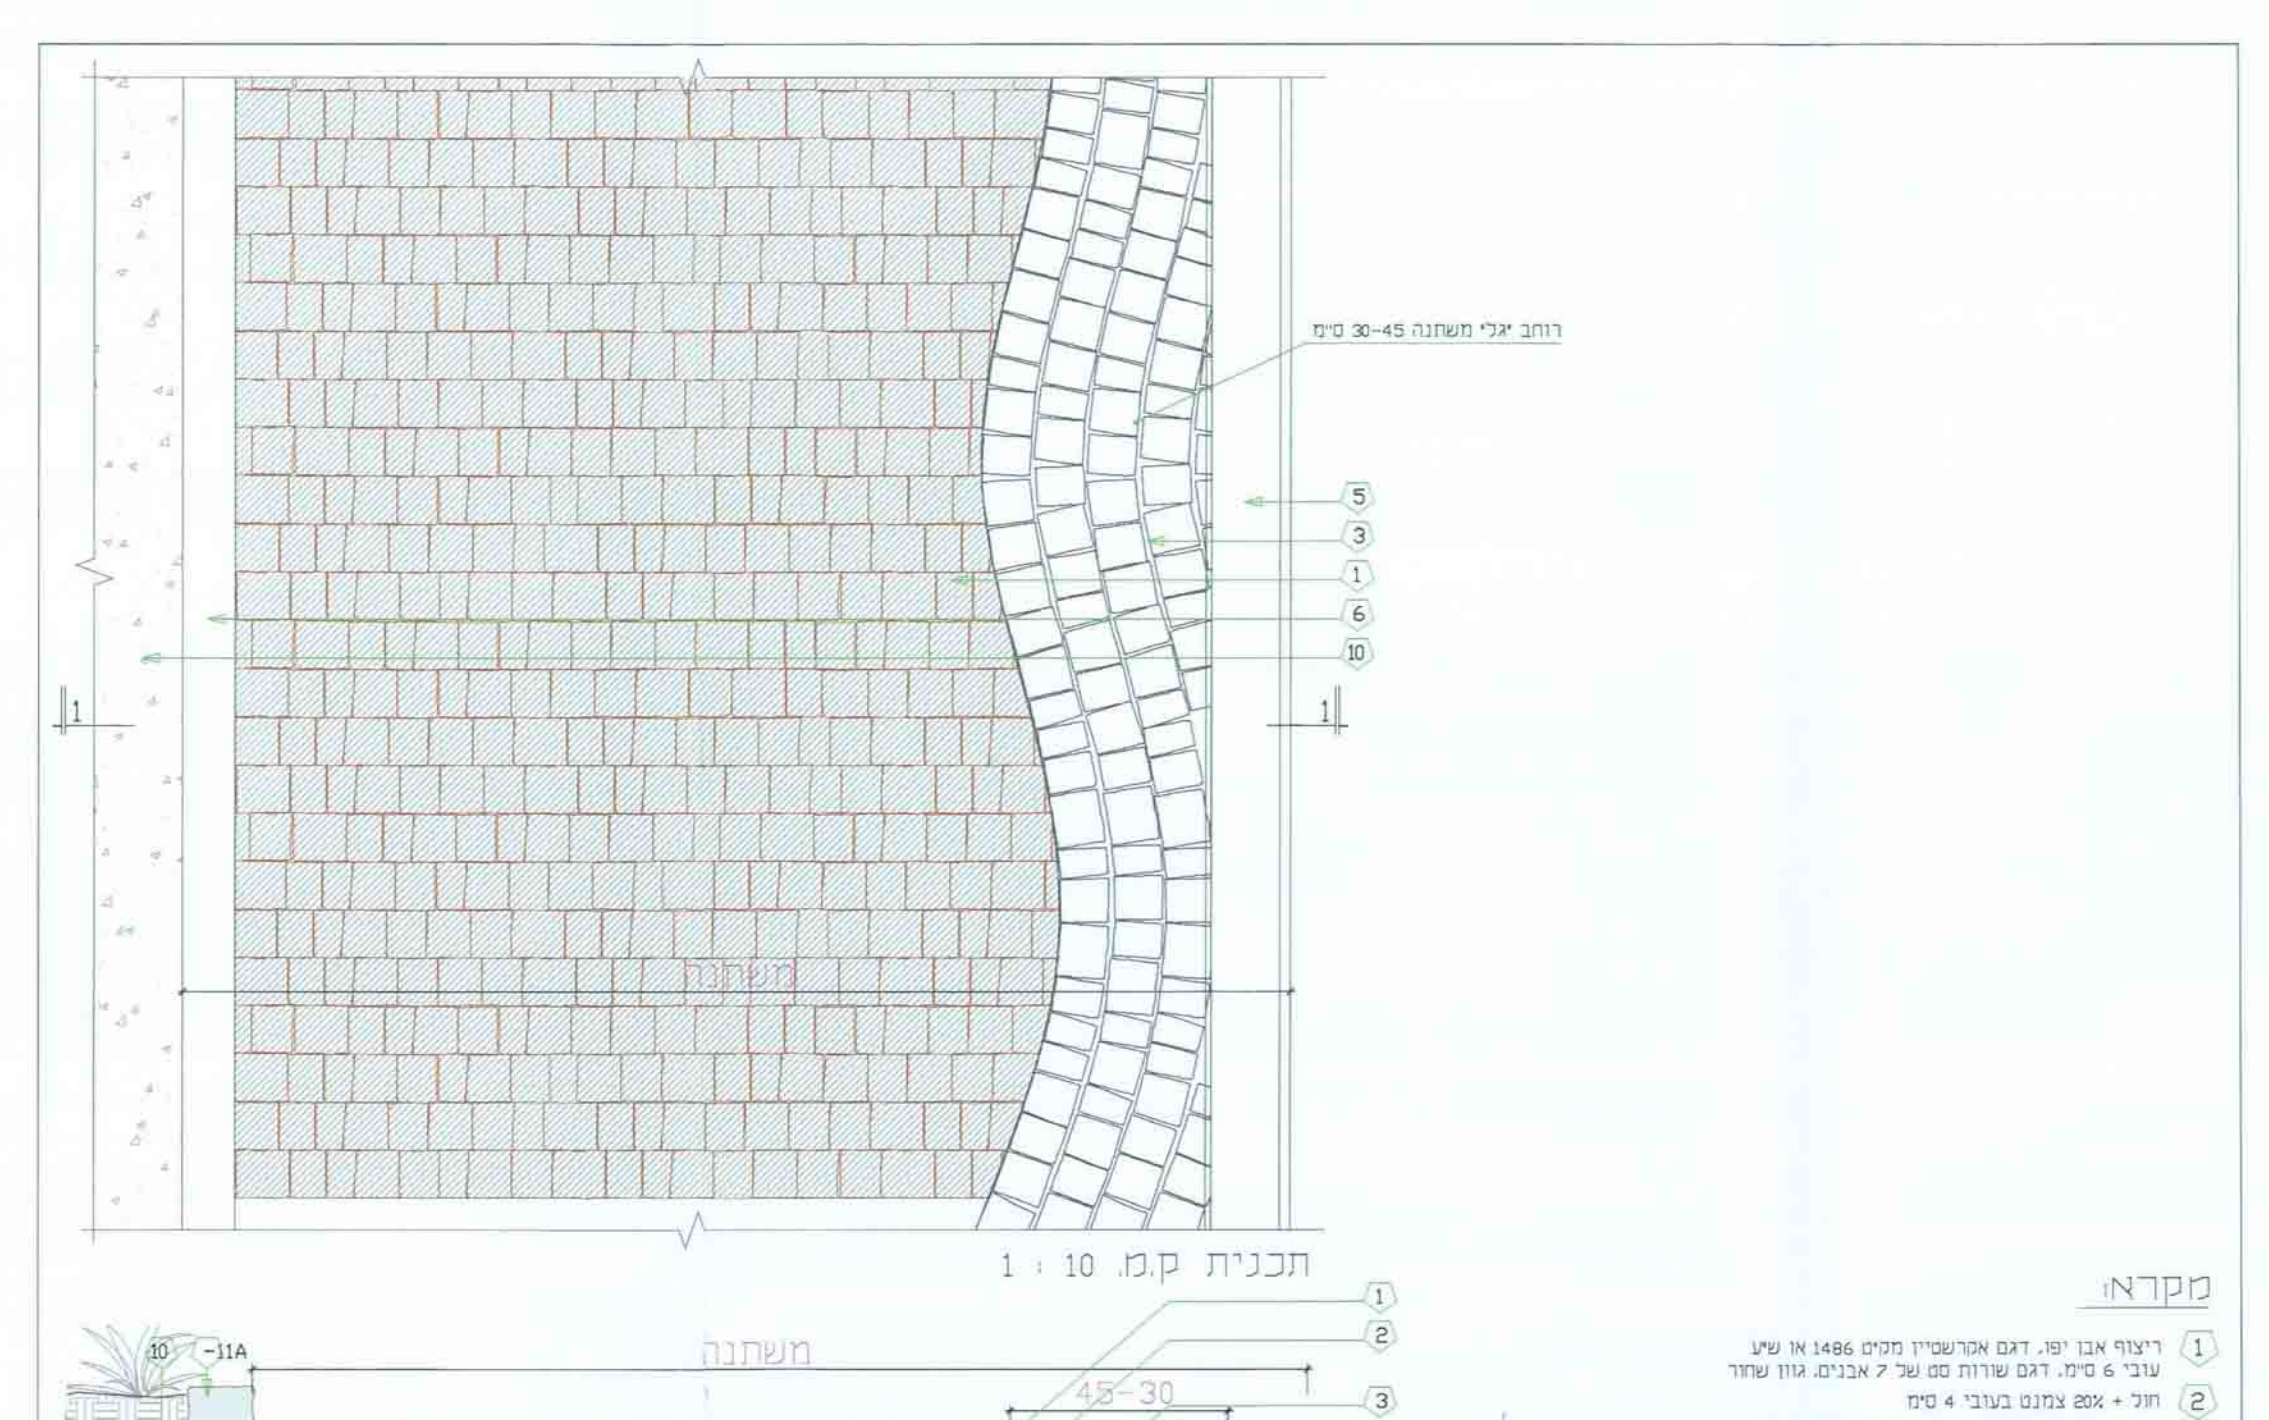 רוחב "גלי" משתנה 30-45 ס"מ
5
3
1
6
10
1
1
משתנה
תכנית ק.מ. 10 : 1
1
2
3
10
-11A
משתנה
45-30
מקרא:
1 ריצוף אבן יפו, דגם אקרשטיין מק"ט 1486 או ש"ע
עובי 6 ס"מ, דגם שורות סט של 7 אבנים, גוון שחור
2 חול + 20% צמנט בעובי 4 ס"מ